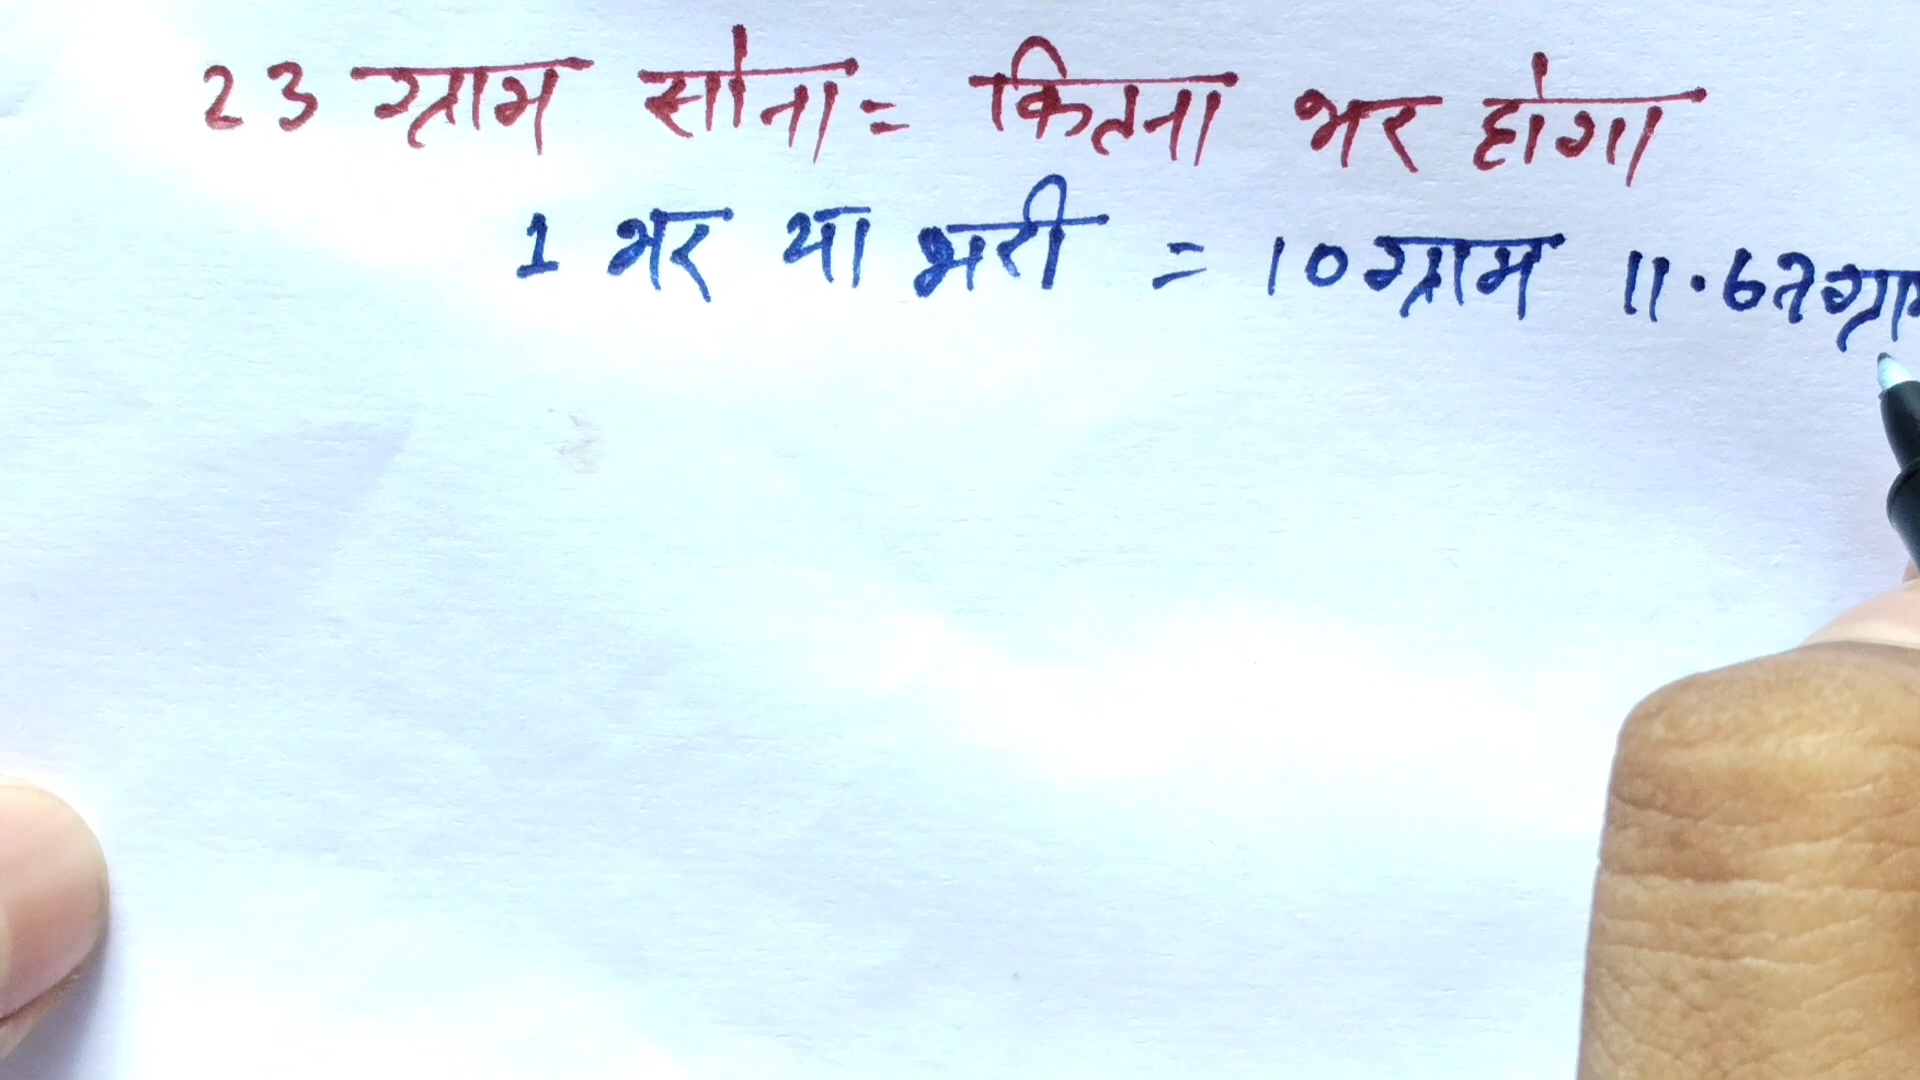 23 ग्राम सोना = कितना भर होगा
1 भर या भरी = 10 ग्राम 11.67 ग्राम